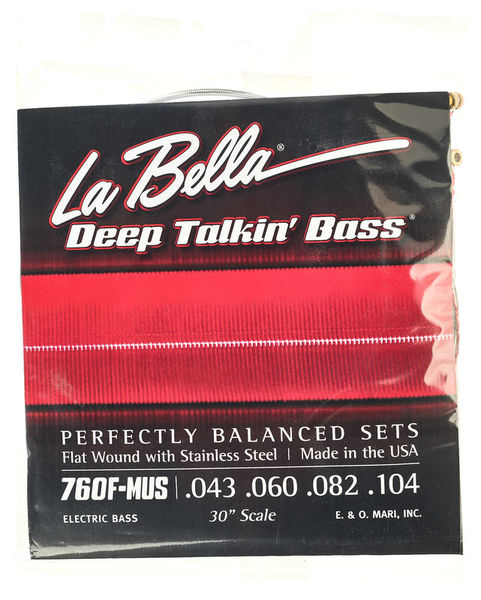 La Bella®
Deep Talkin' Bass®
PERFECTLY BALANCED SETS
Flat Wound with Stainless Steel | Made in the USA
760F-MUS | .043 .060 .082 .104
ELECTRIC BASS 30" Scale E. & O. MARI, INC.